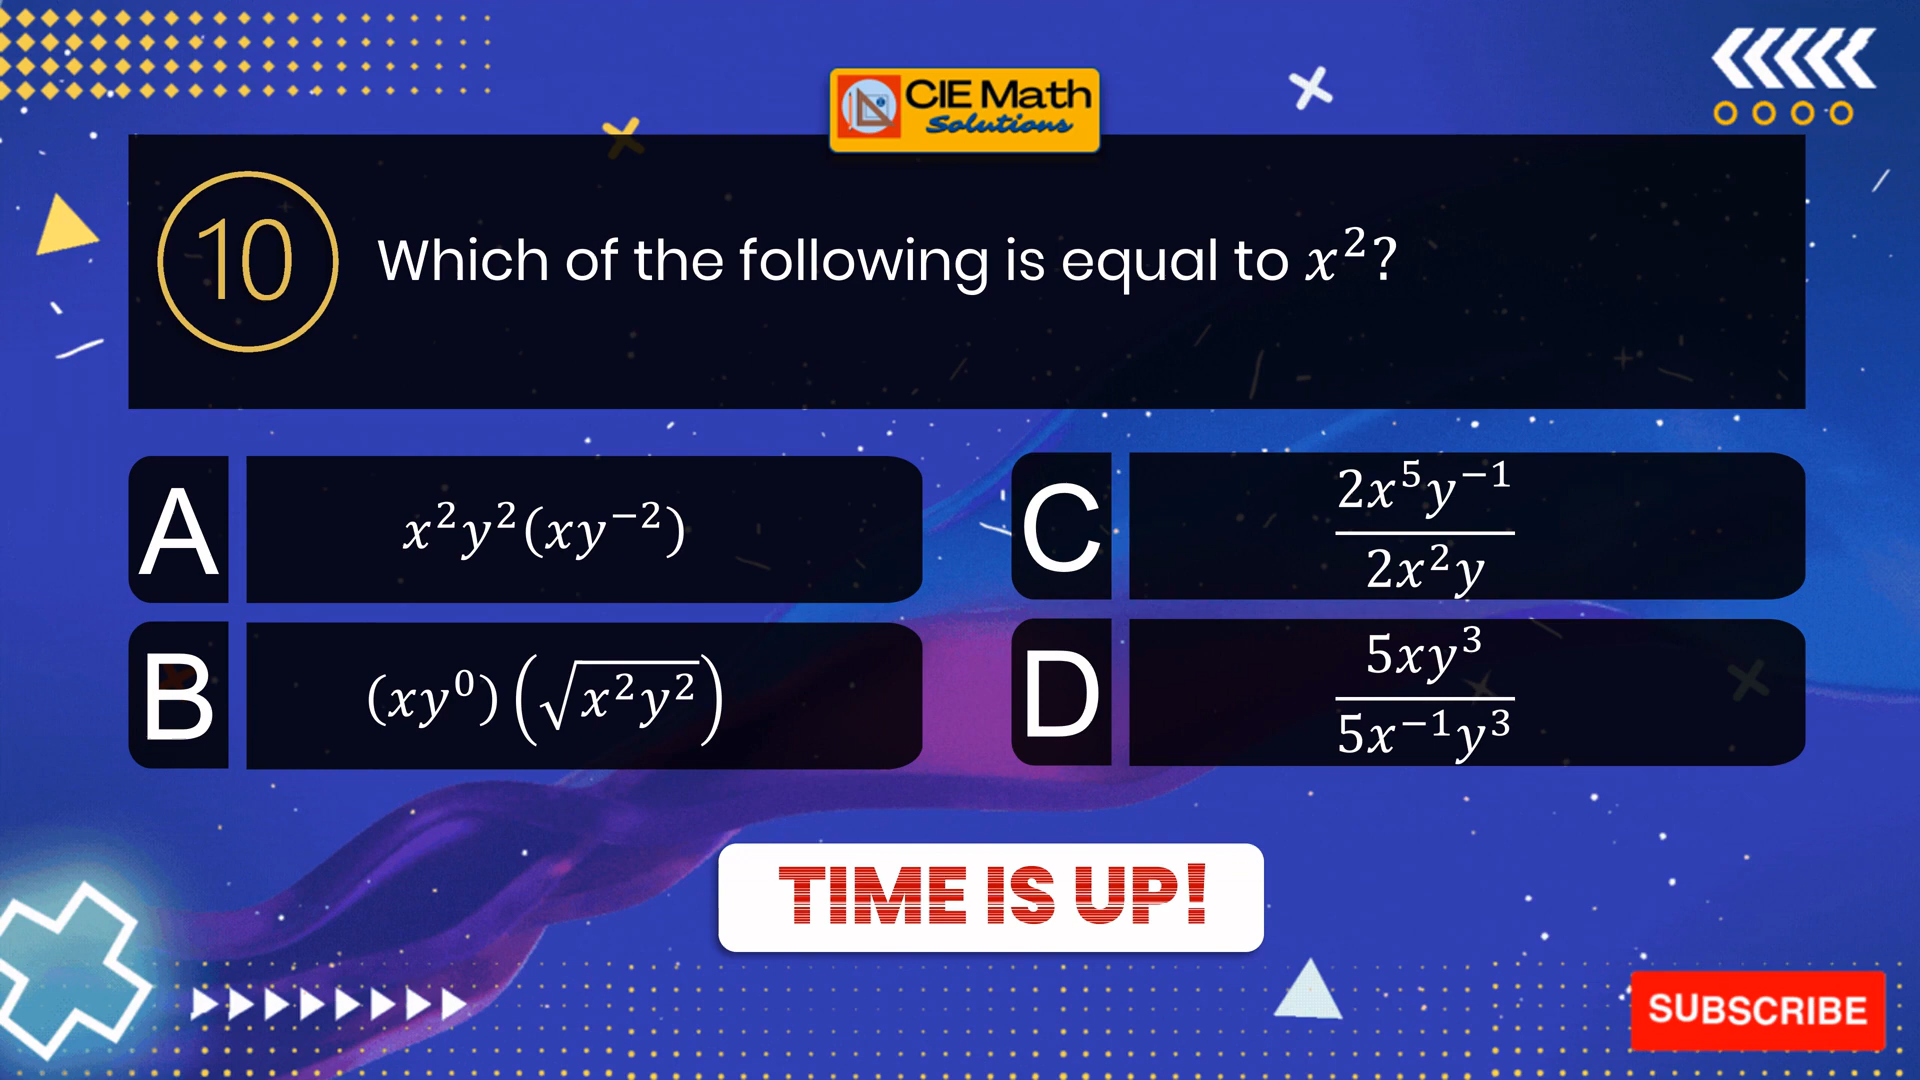 CIE Math
Solutions
10 Which of the following is equal to x²?
A x²y²(xy⁻²)
B (xy⁰)(√x²y²)
C 2x⁵y⁻¹
2x²y
D 5xy³
5x⁻¹y³
TIME IS UP!
SUBSCRIBE